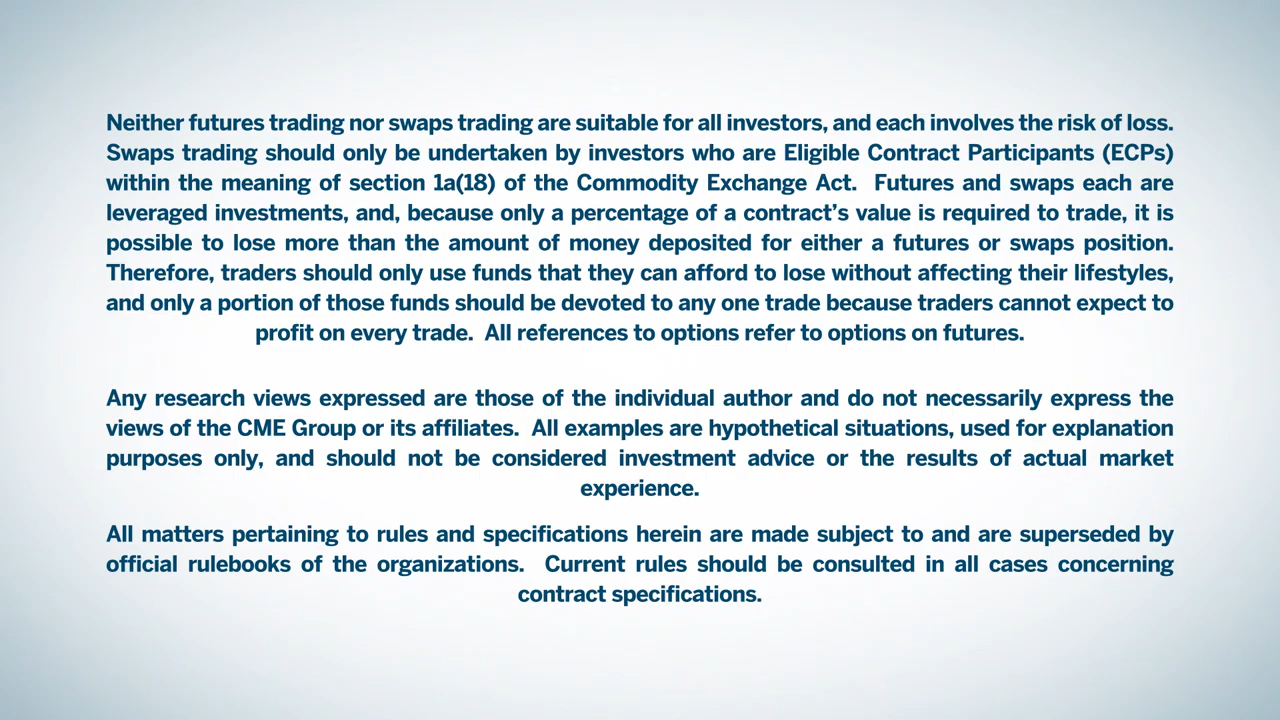 Neither futures trading nor swaps trading are suitable for all investors, and each involves the risk of loss.
Swaps trading should only be undertaken by investors who are Eligible Contract Participants (ECPs)
within the meaning of section 1a(18) of the Commodity Exchange Act.  Futures and swaps each are
leveraged investments, and, because only a percentage of a contract’s value is required to trade, it is
possible to lose more than the amount of money deposited for either a futures or swaps position.
Therefore, traders should only use funds that they can afford to lose without affecting their lifestyles,
and only a portion of those funds should be devoted to any one trade because traders cannot expect to
profit on every trade.  All references to options refer to options on futures.
Any research views expressed are those of the individual author and do not necessarily express the
views of the CME Group or its affiliates.  All examples are hypothetical situations, used for explanation
purposes only, and should not be considered investment advice or the results of actual market
experience.
All matters pertaining to rules and specifications herein are made subject to and are superseded by
official rulebooks of the organizations.  Current rules should be consulted in all cases concerning
contract specifications.